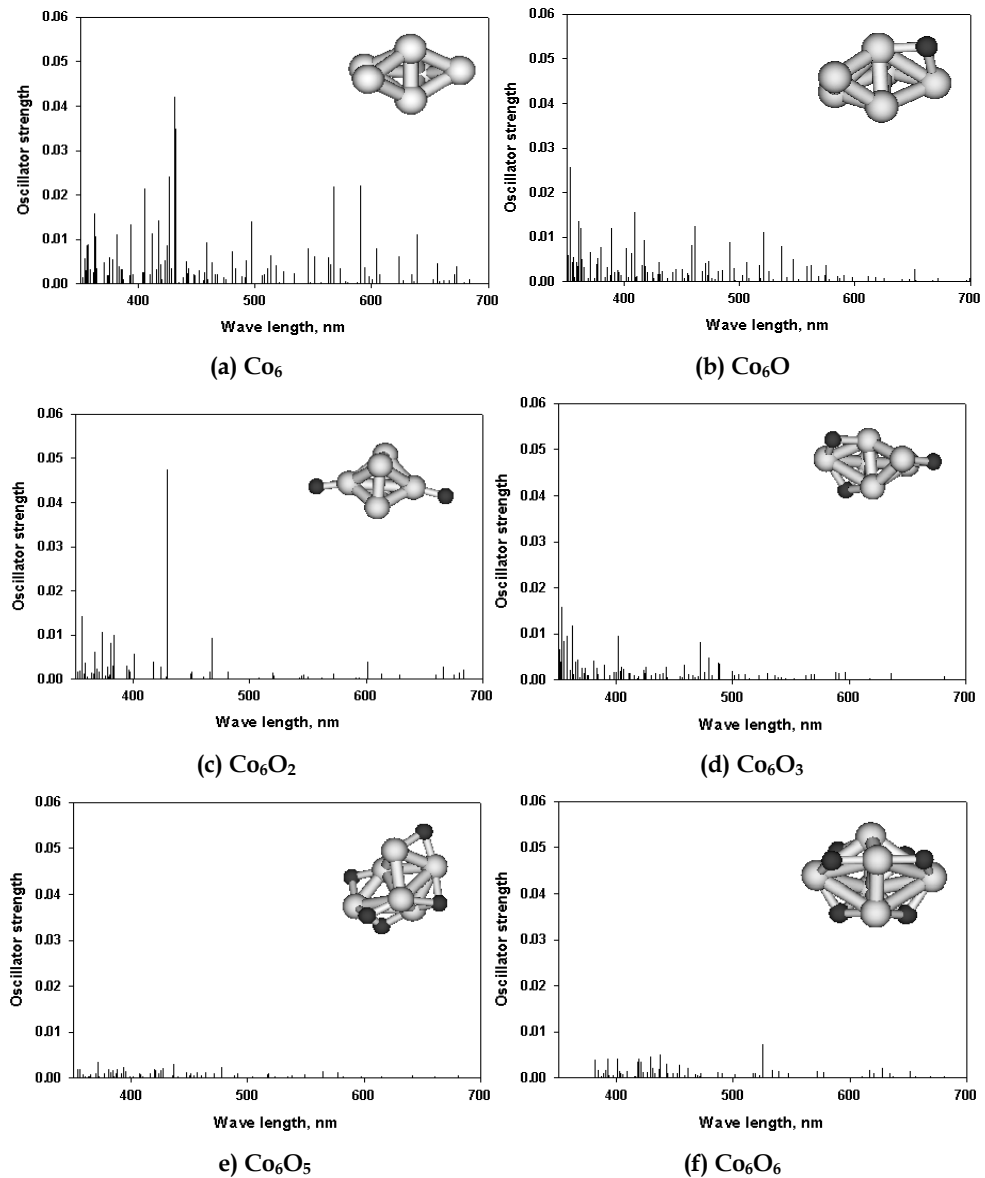 0.06
0.05
0.04
0.03
0.02
0.01
0.00
Oscillator strength
400 500 600 700
Wave length, nm
(a) Co₆
0.06
0.05
0.04
0.03
0.02
0.01
0.00
Oscillator strength
400 500 600 700
Wave length, nm
(b) Co₆O
0.06
0.05
0.04
0.03
0.02
0.01
0.00
Oscillator strength
400 500 600 700
Wave length, nm
(c) Co₆O₂
0.06
0.05
0.04
0.03
0.02
0.01
0.00
Oscillator strength
400 500 600 700
Wave length, nm
(d) Co₆O₃
0.06
0.05
0.04
0.03
0.02
0.01
0.00
Oscillator strength
400 500 600 700
Wave length, nm
e) Co₆O₅
0.06
0.05
0.04
0.03
0.02
0.01
0.00
Oscillator strength
400 500 600 700
Wave length, nm
(f) Co₆O₆